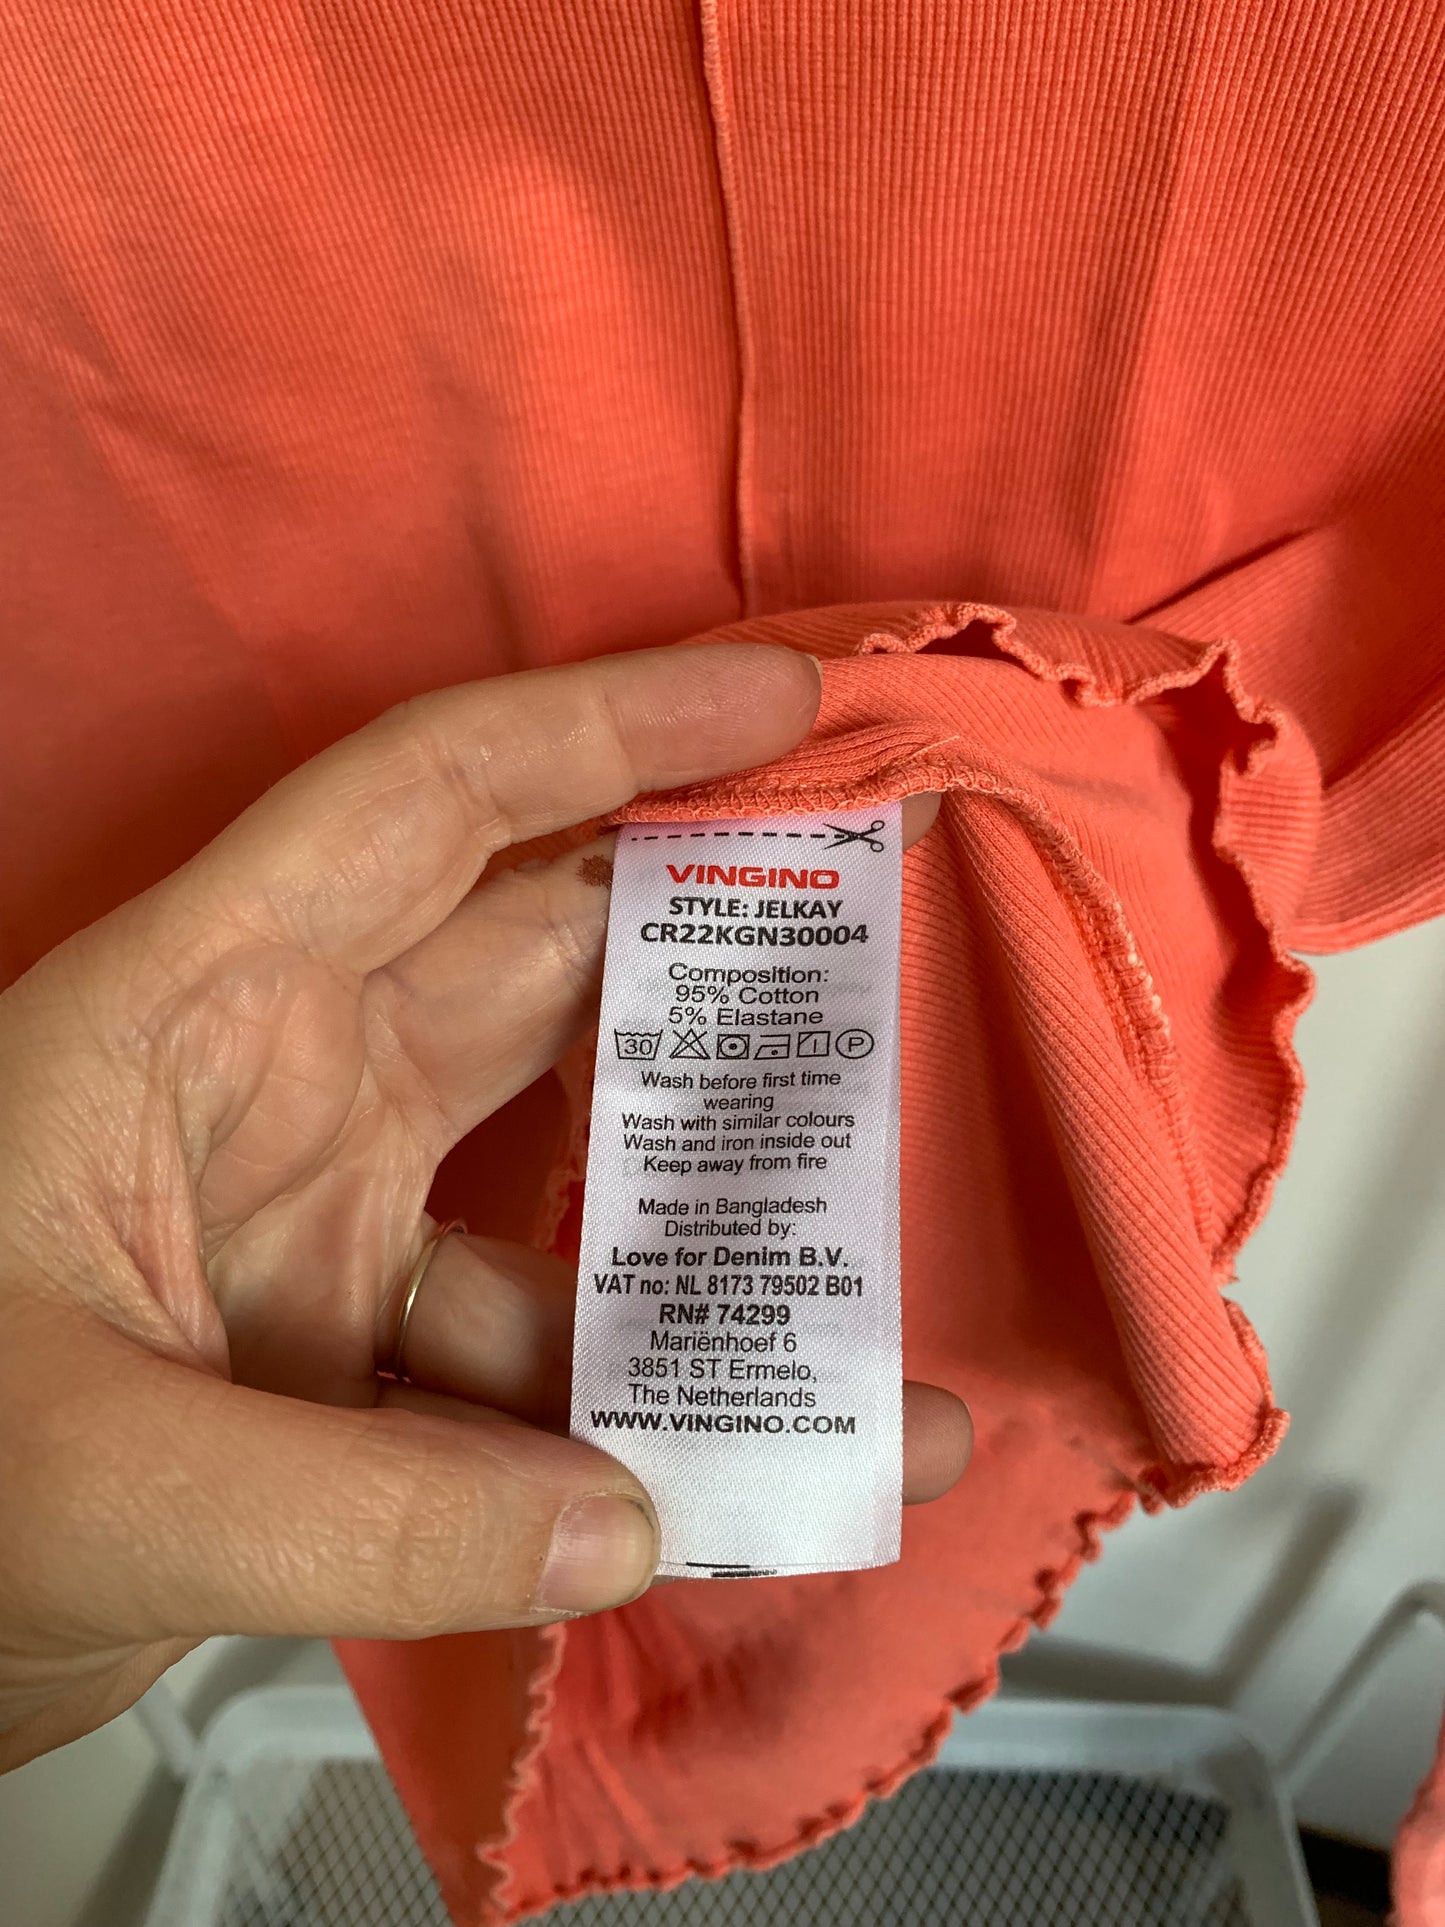 VINGINO
STYLE: JELKAY
CR22KGN30004
Composition:
95% Cotton
5% Elastane
30 P
Wash before first time
wearing
Wash with similar colours
Wash and iron inside out
Keep away from fire
Made in Bangladesh
Distributed by:
Love for Denim B.V.
VAT no: NL 8173 79502 B01
RN# 74299
Mariënhoef 6
3851 ST Ermelo,
The Netherlands
WWW.VINGINO.COM